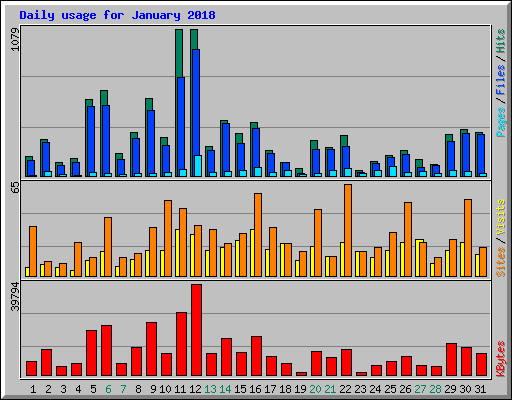 Daily usage for January 2018
1079
Pages / Files / Hits
65
Sites / Visits
39794
KBytes
1 2 3 4 5 6 7 8 9 10 11 12 13 14 15 16 17 18 19 20 21 22 23 24 25 26 27 28 29 30 31